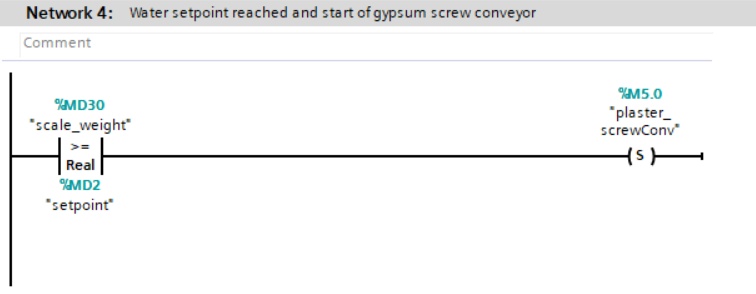 Network 4: Water setpoint reached and start of gypsum screw conveyor
Comment
%MD30
"scale_weight"
>=
Real
%MD2
"setpoint"
%M5.0
"plaster_
screwConv"
S